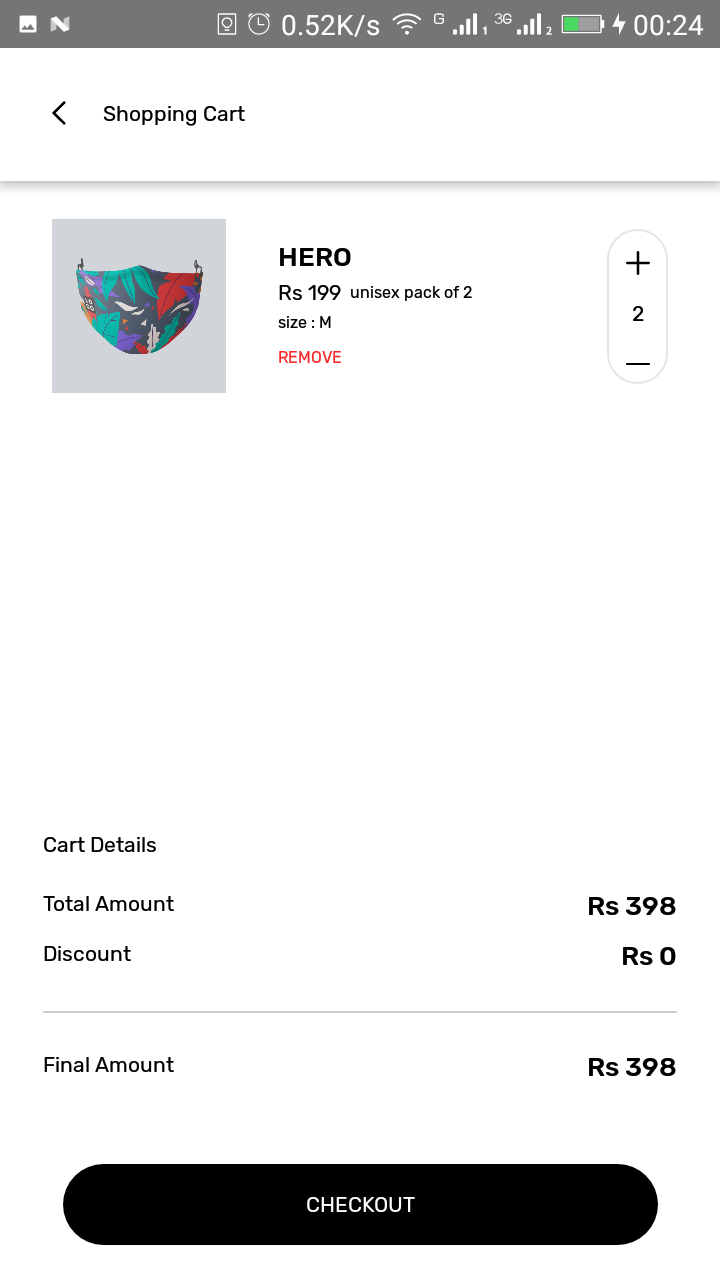 0.52K/s G 1 3G 2 00:24
Shopping Cart
HERO
Rs 199 unisex pack of 2
size : M
REMOVE
2
Cart Details
Total Amount Rs 398
Discount Rs 0
Final Amount Rs 398
CHECKOUT